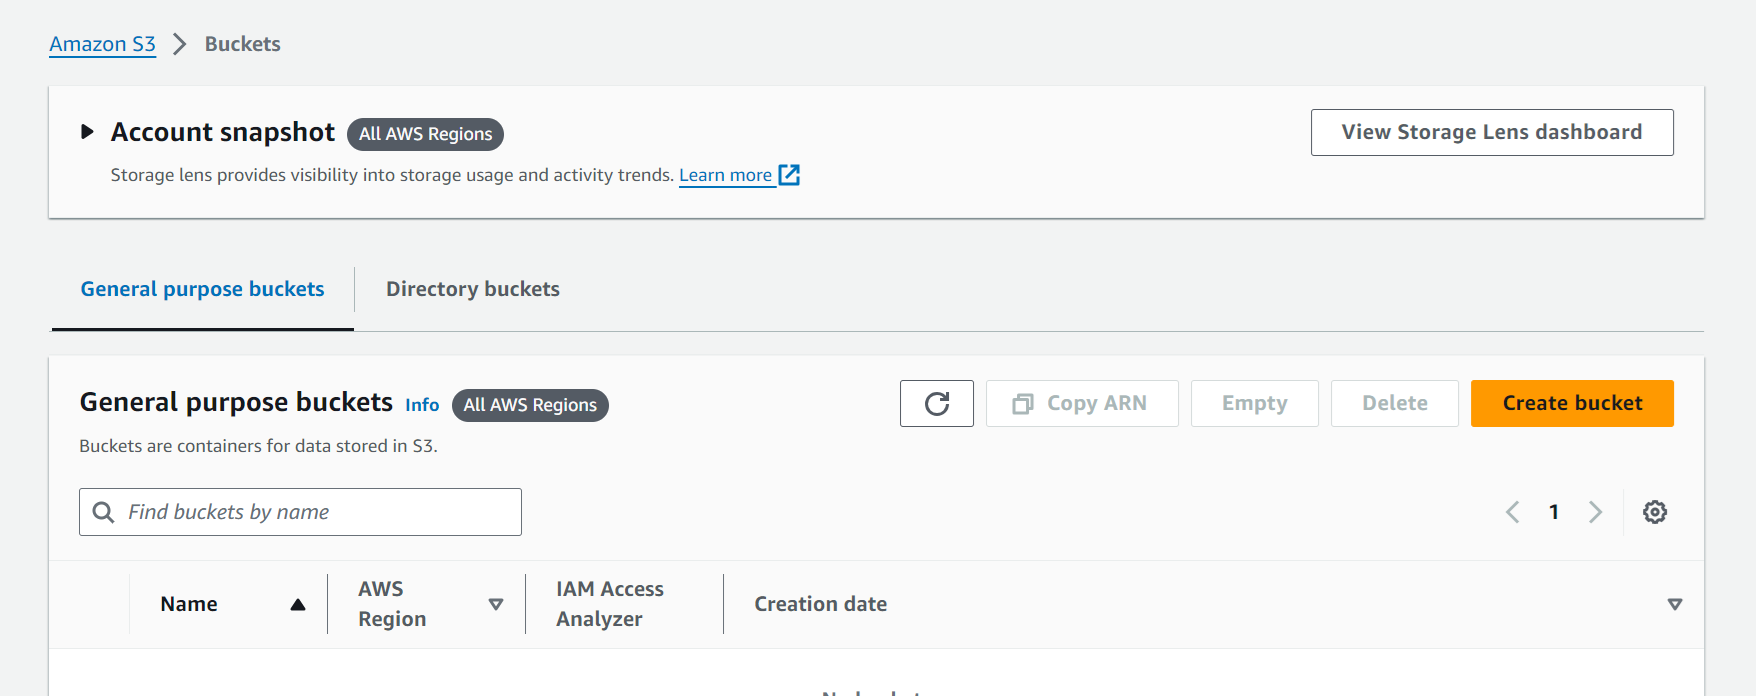 Amazon S3 > Buckets
Account snapshot All AWS Regions
View Storage Lens dashboard
Storage lens provides visibility into storage usage and activity trends. Learn more
General purpose buckets
Directory buckets
General purpose buckets Info All AWS Regions
Copy ARN
Empty
Delete
Create bucket
Buckets are containers for data stored in S3.
Find buckets by name
1
Name
AWS
Region
IAM Access
Analyzer
Creation date